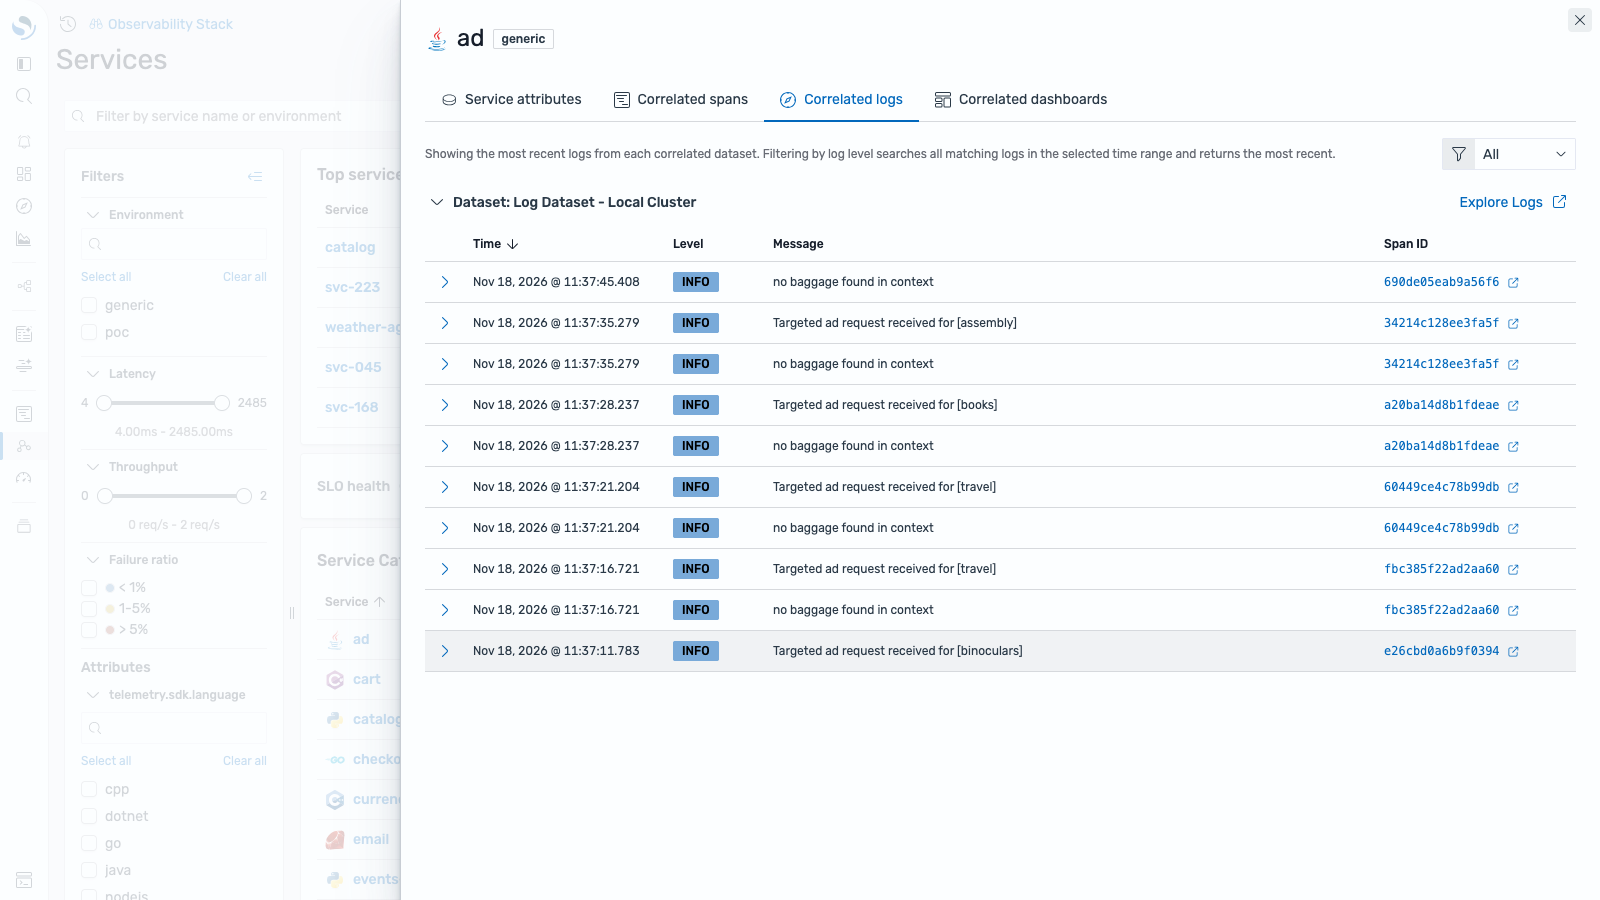 Observability Stack
Services
Filter by service name or environment
Filters
Environment
Select all Clear all
generic
poc
Latency
4 2485
4.00ms - 2485.00ms
Throughput
0 2
0 req/s - 2 req/s
Failure ratio
< 1%
1-5%
> 5%
Attributes
telemetry.sdk.language
Select all Clear all
cpp
dotnet
go
java
nodejs
Top service
Service
catalog
svc-223
weather-ag
svc-045
svc-168
SLO health
Service Cat
Service
ad
cart
catalog
checko
curren
email
events
ad generic
Service attributes Correlated spans Correlated logs Correlated dashboards
Showing the most recent logs from each correlated dataset. Filtering by log level searches all matching logs in the selected time range and returns the most recent.
All
Dataset: Log Dataset - Local Cluster Explore Logs
Time Level Message Span ID
Nov 18, 2026 @ 11:37:45.408 INFO no baggage found in context 690de05eab9a56f6
Nov 18, 2026 @ 11:37:35.279 INFO Targeted ad request received for [assembly] 34214c128ee3fa5f
Nov 18, 2026 @ 11:37:35.279 INFO no baggage found in context 34214c128ee3fa5f
Nov 18, 2026 @ 11:37:28.237 INFO Targeted ad request received for [books] a20ba14d8b1fdeae
Nov 18, 2026 @ 11:37:28.237 INFO no baggage found in context a20ba14d8b1fdeae
Nov 18, 2026 @ 11:37:21.204 INFO Targeted ad request received for [travel] 60449ce4c78b99db
Nov 18, 2026 @ 11:37:21.204 INFO no baggage found in context 60449ce4c78b99db
Nov 18, 2026 @ 11:37:16.721 INFO Targeted ad request received for [travel] fbc385f22ad2aa60
Nov 18, 2026 @ 11:37:16.721 INFO no baggage found in context fbc385f22ad2aa60
Nov 18, 2026 @ 11:37:11.783 INFO Targeted ad request received for [binoculars] e26cbd0a6b9f0394